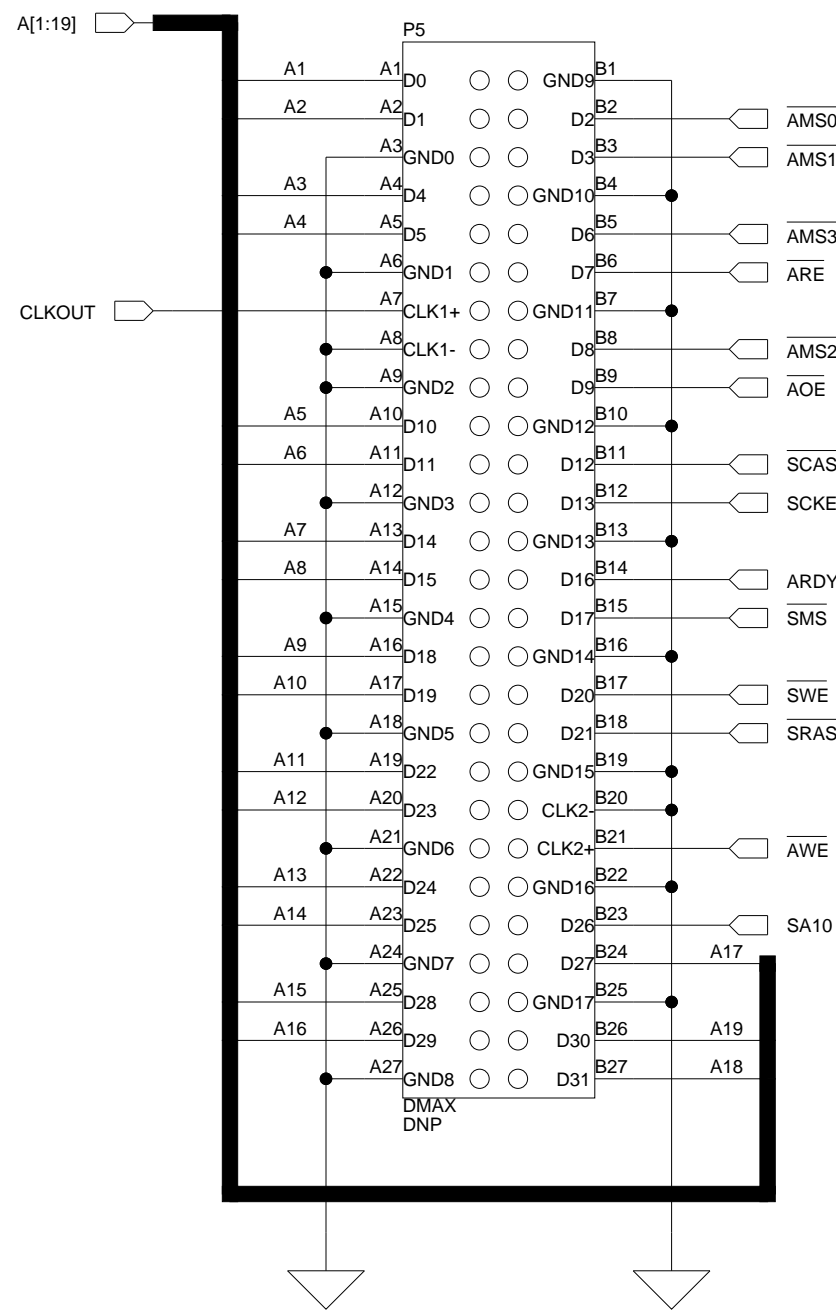 A[1:19]
P5
A1 A1 D0 GND9 B1
A2 A2 D1 D2 B2 AMS0
A3 GND0 D3 B3 AMS1
A3 A4 D4 GND10 B4
A4 A5 D5 D6 B5 AMS3
A6 GND1 D7 B6 ARE
CLKOUT A7 CLK1+ GND11 B7
A8 CLK1- D8 B8 AMS2
A9 GND2 D9 B9 AOE
A5 A10 D10 GND12 B10
A6 A11 D11 D12 B11 SCAS
A12 GND3 D13 B12 SCKE
A7 A13 D14 GND13 B13
A8 A14 D15 D16 B14 ARDY
A15 GND4 D17 B15 SMS
A9 A16 D18 GND14 B16
A10 A17 D19 D20 B17 SWE
A18 GND5 D21 B18 SRAS
A11 A19 D22 GND15 B19
A12 A20 D23 CLK2- B20
A21 GND6 CLK2+ B21 AWE
A13 A22 D24 GND16 B22
A14 A23 D25 D26 B23 SA10
A24 GND7 D27 B24 A17
A15 A25 D28 GND17 B25
A16 A26 D29 D30 B26 A19
A27 GND8 D31 B27 A18
DMAX
DNP